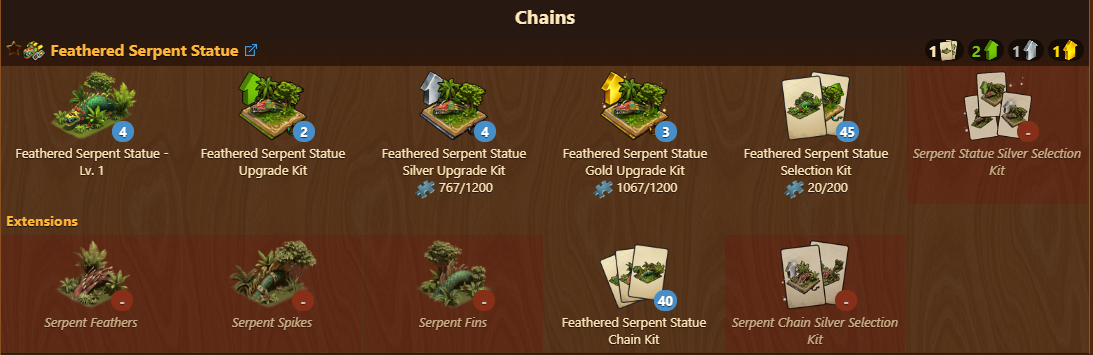 Chains
Feathered Serpent Statue
1
2
1
1
4
2
4
3
45
-
Feathered Serpent Statue -
Lv. 1
Feathered Serpent Statue
Upgrade Kit
Feathered Serpent Statue
Silver Upgrade Kit
767/1200
Feathered Serpent Statue
Gold Upgrade Kit
1067/1200
Feathered Serpent Statue
Selection Kit
20/200
Serpent Statue Silver Selection
Kit
Extensions
-
-
-
40
-
Serpent Feathers
Serpent Spikes
Serpent Fins
Feathered Serpent Statue
Chain Kit
Serpent Chain Silver Selection
Kit